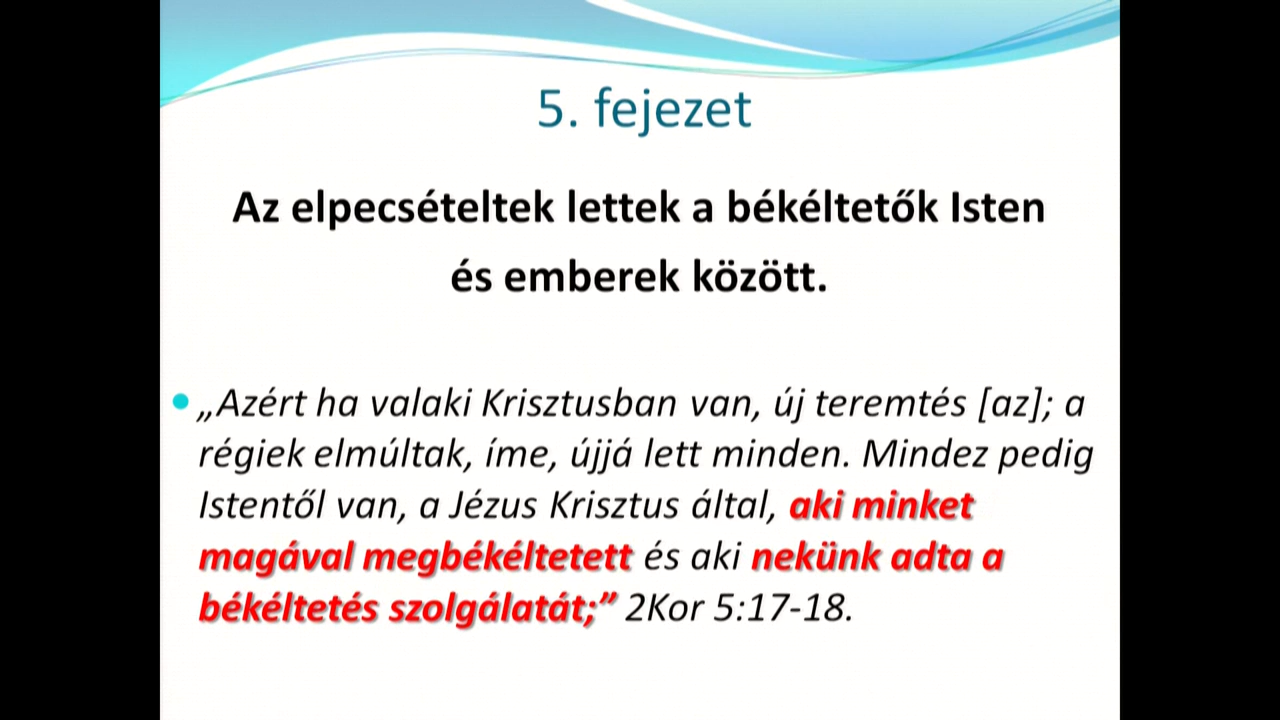 5. fejezet
Az elpecsételtek lettek a békéltetők Isten
és emberek között.
„Azért ha valaki Krisztusban van, új teremtés [az]; a
régiek elmúltak, íme, újjá lett minden. Mindez pedig
Istentől van, a Jézus Krisztus által, aki minket
magával megbékéltetett és aki nekünk adta a
békéltetés szolgálatát;” 2Kor 5:17-18.